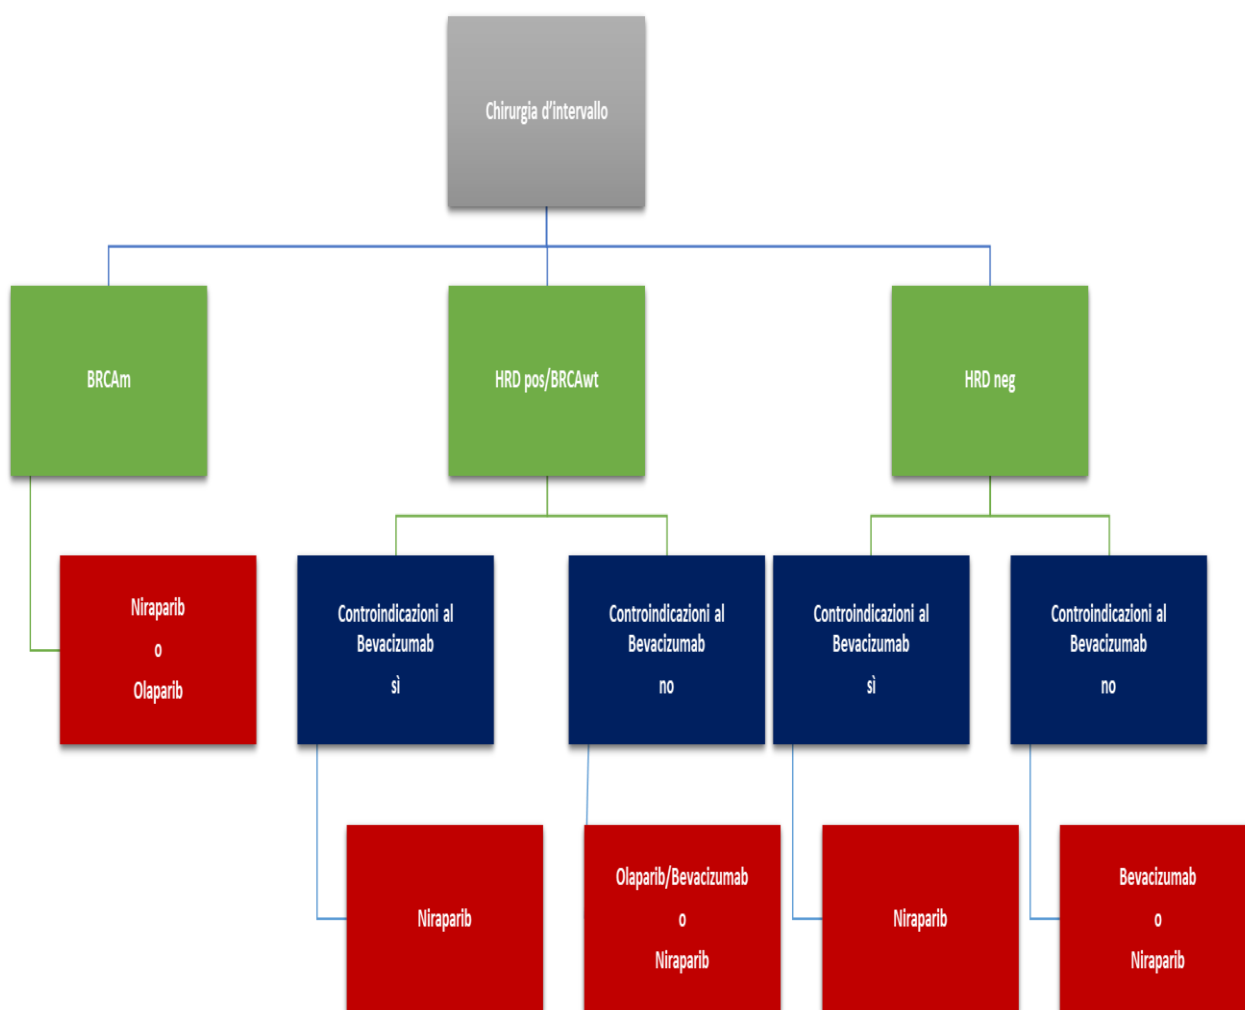 Chirurgia d'intervallo
BRCAm
HRD pos/BRCAwt
HRD neg
Niraparib
o
Olaparib
Controindicazioni al
Bevacizumab
sì
Controindicazioni al
Bevacizumab
no
Controindicazioni al
Bevacizumab
sì
Controindicazioni al
Bevacizumab
no
Niraparib
Olaparib/Bevacizumab
o
Niraparib
Niraparib
Bevacizumab
o
Niraparib